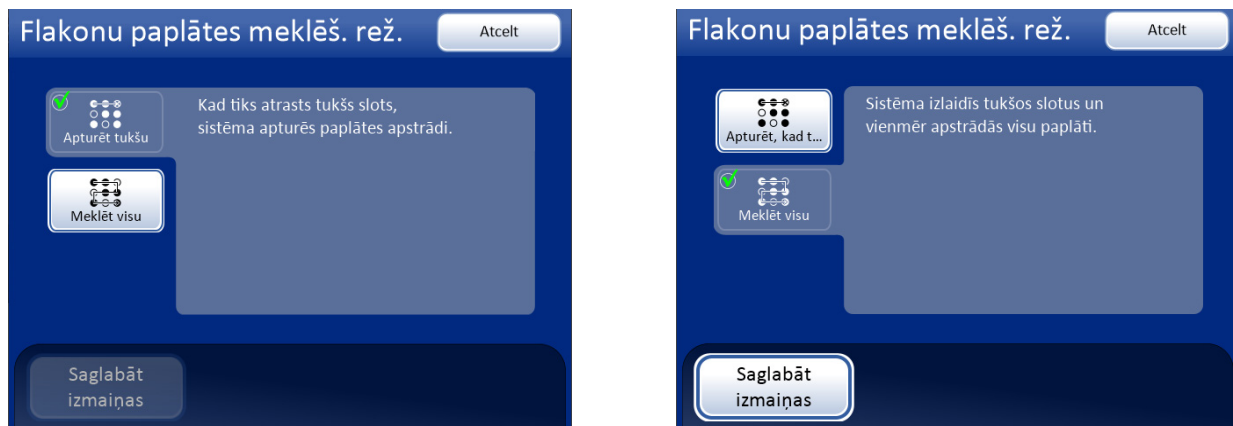 Flakonu paplātes meklēš. rež.
Atcelt
Apturēt tukšu
Kad tiks atrasts tukšs slots,
sistēma apturēs paplātes apstrādi.
Meklēt visu
Saglabāt
izmaiņas
Flakonu paplātes meklēš. rež.
Atcelt
Apturēt, kad t...
Sistēma izlaidīs tukšos slotus un
vienmēr apstrādās visu paplāti.
Meklēt visu
Saglabāt
izmaiņas